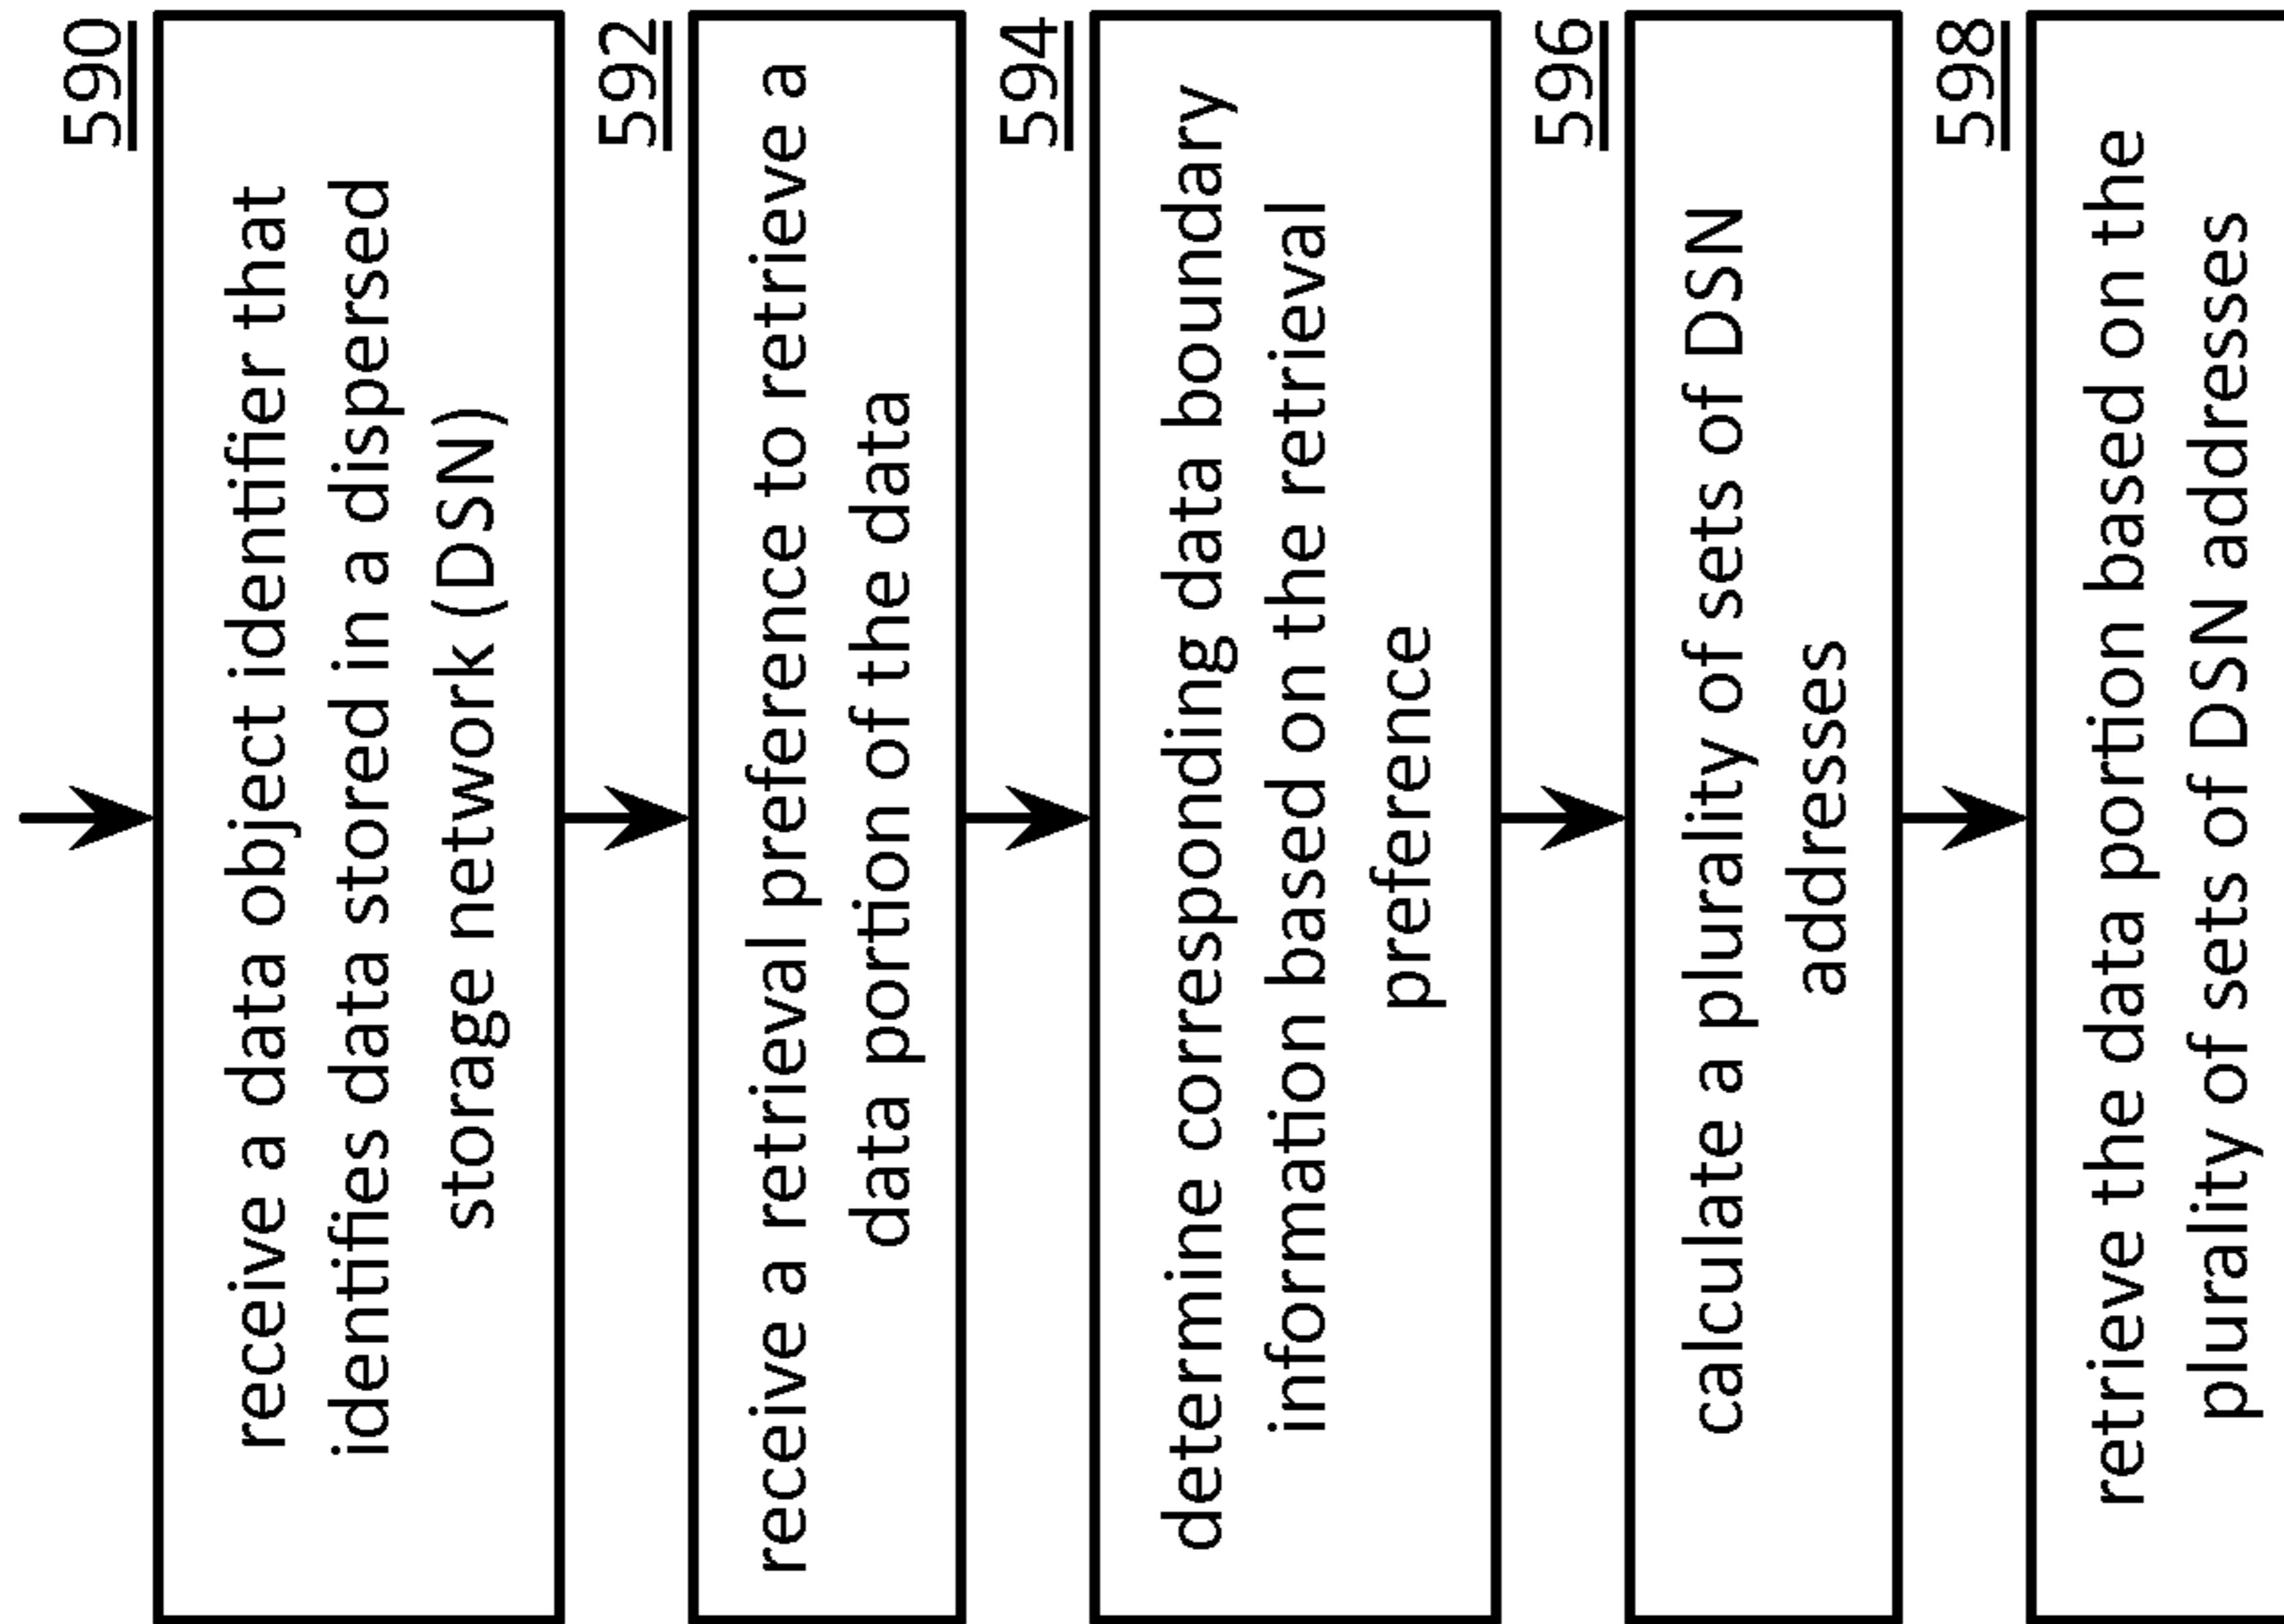 590
receive a data object identifier that
identifies data stored in a dispersed
storage network (DSN)
592
receive a retrieval preference to retrieve a
data portion of the data
594
determine corresponding data boundary
information based on the retrieval
preference
596
calculate a plurality of sets of DSN
addresses
598
retrieve the data portion based on the
plurality of sets of DSN addresses